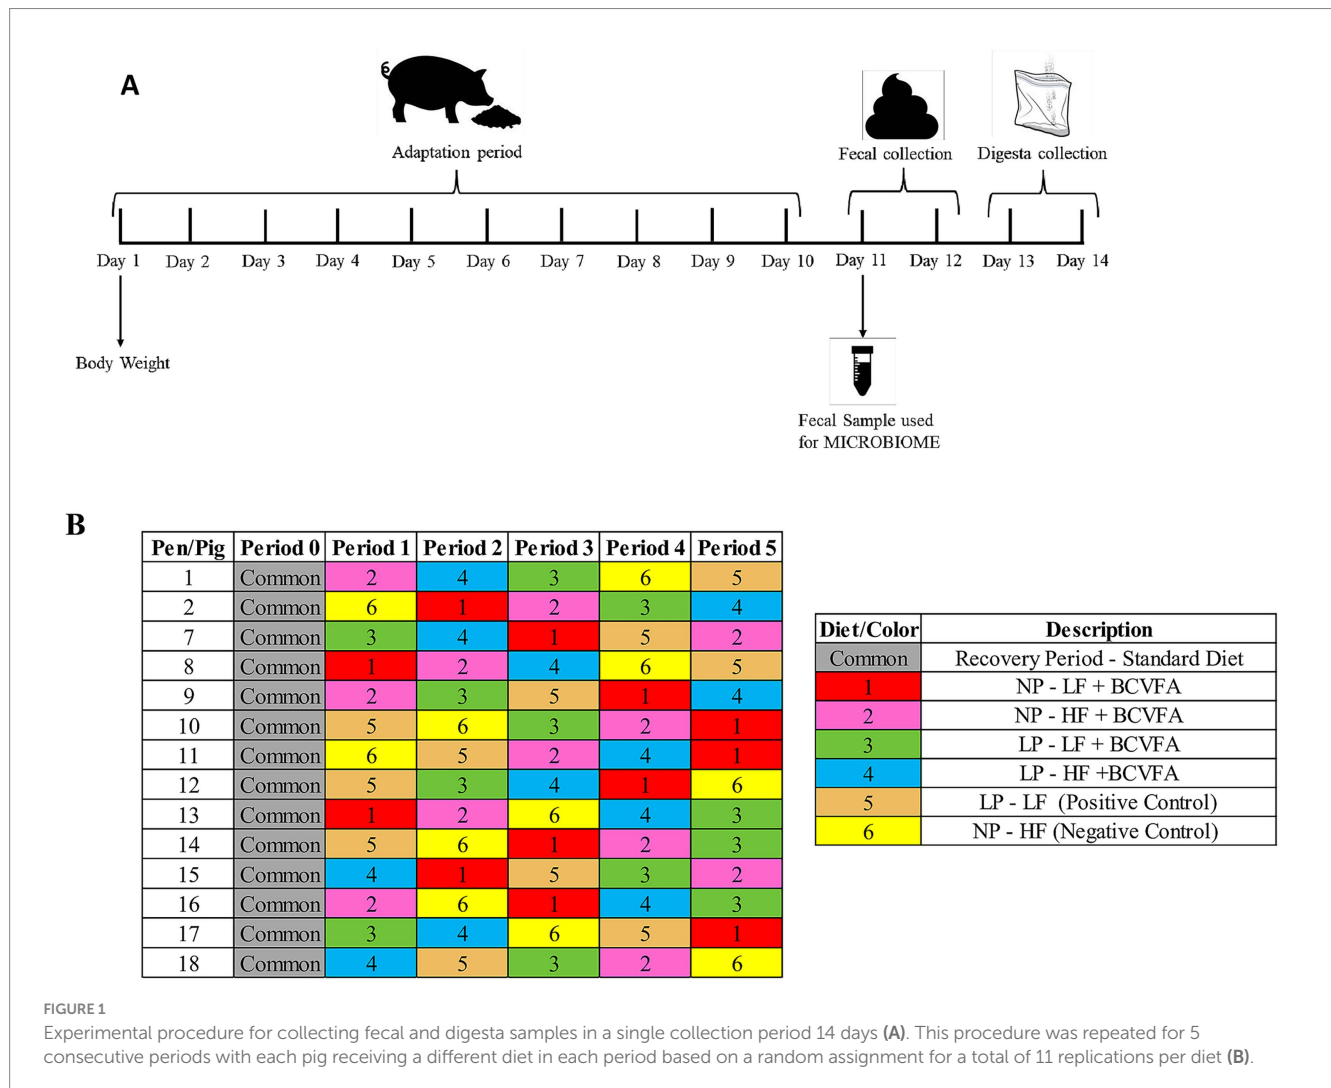 A
Adaptation period
Fecal collection
Digesta collection
Day 1 Day 2 Day 3 Day 4 Day 5 Day 6 Day 7 Day 8 Day 9 Day 10 Day 11 Day 12 Day 13 Day 14
Body Weight
Fecal Sample used
for MICROBIOME
B
Pen/Pig Period 0 Period 1 Period 2 Period 3 Period 4 Period 5
1 Common 2 4 3 6 5
2 Common 6 1 2 3 4
7 Common 3 4 1 5 2
8 Common 1 2 4 6 5
9 Common 2 3 5 1 4
10 Common 5 6 3 2 1
11 Common 6 5 2 4 1
12 Common 5 3 4 1 6
13 Common 1 2 6 4 3
14 Common 5 6 1 2 3
15 Common 4 1 5 3 2
16 Common 2 6 1 4 3
17 Common 3 4 6 5 1
18 Common 4 5 3 2 6
Diet/Color Description
Common Recovery Period - Standard Diet
1 NP - LF + BCVFA
2 NP - HF + BCVFA
3 LP - LF + BCVFA
4 LP - HF +BCVFA
5 LP - LF (Positive Control)
6 NP - HF (Negative Control)
FIGURE 1
Experimental procedure for collecting fecal and digesta samples in a single collection period 14 days (A). This procedure was repeated for 5
consecutive periods with each pig receiving a different diet in each period based on a random assignment for a total of 11 replications per diet (B).